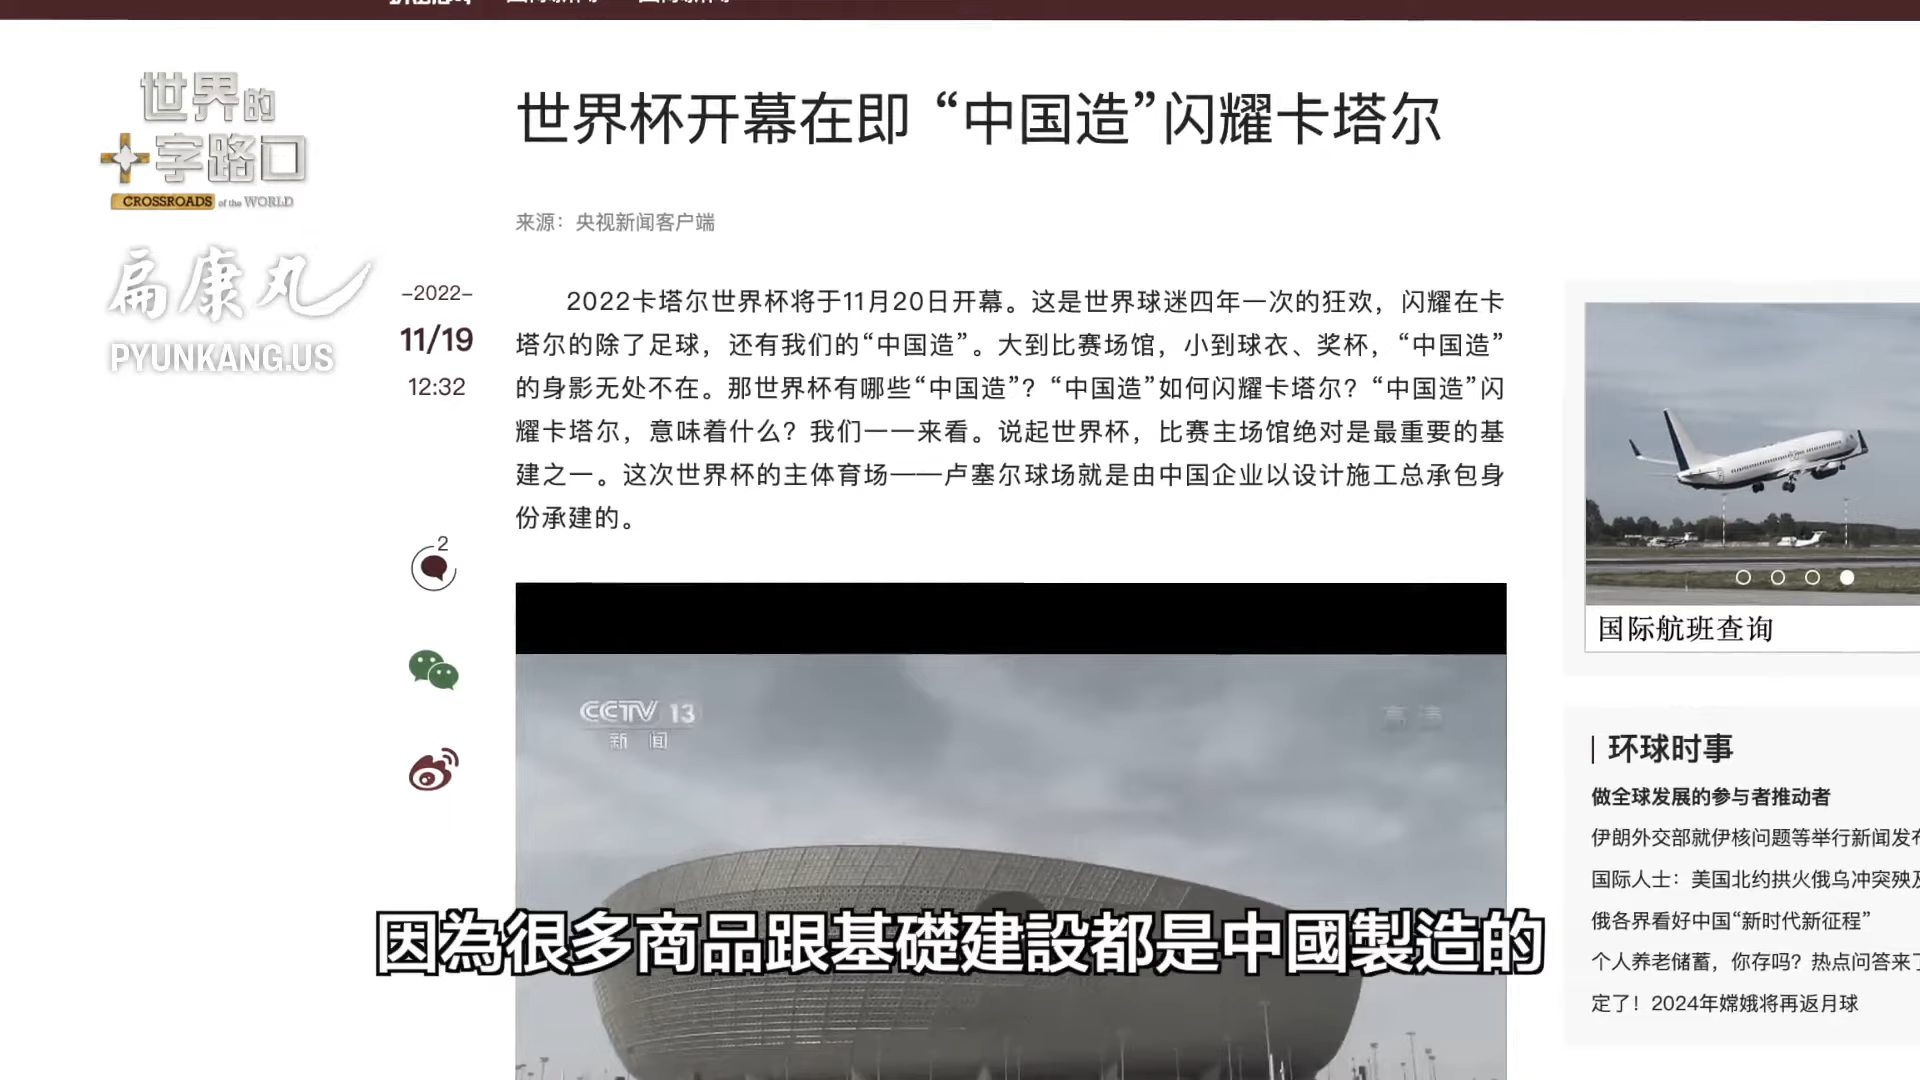 世界的
十字路口
CROSSROADS of the WORLD
扁康丸
PYUNKANG.US
世界杯开幕在即 “中国造”闪耀卡塔尔
来源：央视新闻客户端
-2022-
11/19
12:32
2
2022卡塔尔世界杯将于11月20日开幕。这是世界球迷四年一次的狂欢，闪耀在卡
塔尔的除了足球，还有我们的“中国造”。大到比赛场馆，小到球衣、奖杯，“中国造”
的身影无处不在。那世界杯有哪些“中国造”？“中国造”如何闪耀卡塔尔？“中国造”闪
耀卡塔尔，意味着什么？我们一一来看。说起世界杯，比赛主场馆绝对是最重要的基
建之一。这次世界杯的主体育场——卢塞尔球场就是由中国企业以设计施工总承包身
份承建的。
CCTV 13
新闻
高清
因為很多商品跟基礎建設都是中國製造的
国际航班查询
环球时事
做全球发展的参与者推动者
伊朗外交部就伊核问题等举行新闻发布
国际人士：美国北约拱火俄乌冲突殃及
俄各界看好中国“新时代新征程”
个人养老储蓄，你存吗？热点问答来了
定了！2024年嫦娥将再返月球